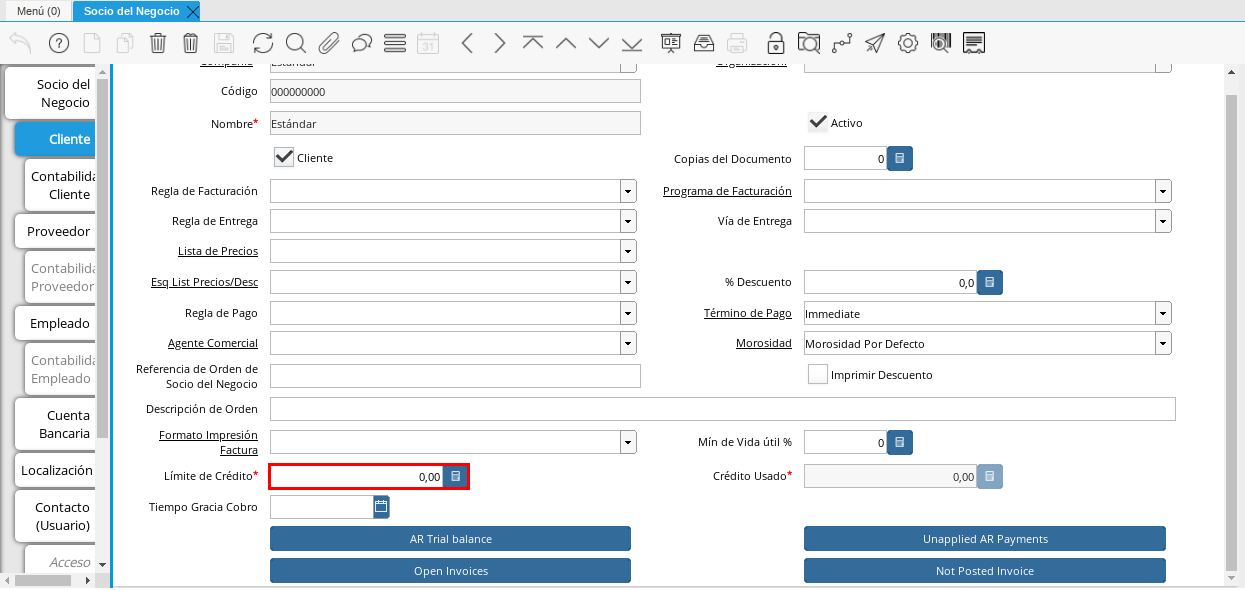 Menú (0)
Socio del Negocio
31
Socio del
Negocio
Cliente
Contabilida
Cliente
Proveedor
Contabilida
Proveedor
Empleado
Contabilida
Empleado
Cuenta
Bancaria
Localización
Contacto
(Usuario)
Acceso
Compañía Estándar Organización:
Código 000000000
Nombre* Estándar Activo
Cliente Copias del Documento 0
Regla de Facturación Programa de Facturación
Regla de Entrega Vía de Entrega
Lista de Precios
Esq List Precios/Desc % Descuento 0,0
Regla de Pago Término de Pago Immediate
Agente Comercial Morosidad Morosidad Por Defecto
Referencia de Orden de
Socio del Negocio Imprimir Descuento
Descripción de Orden
Formato Impresión
Factura Mín de Vida útil % 0
Límite de Crédito* 0,00 Crédito Usado* 0,00
Tiempo Gracia Cobro
AR Trial balance Unapplied AR Payments
Open Invoices Not Posted Invoice